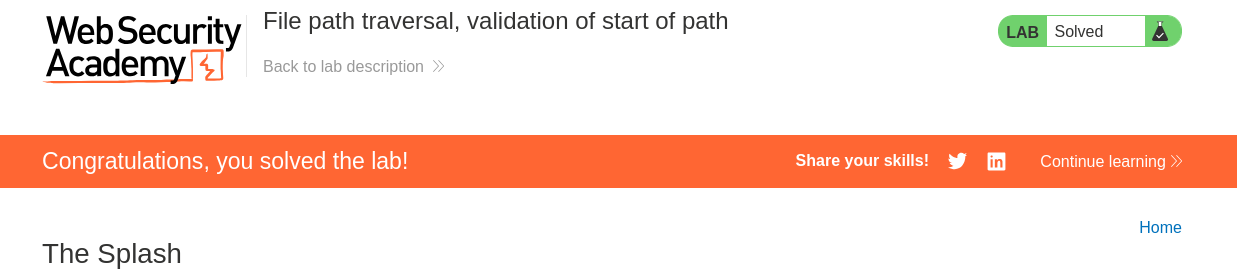 Web Security
Academy
File path traversal, validation of start of path
Back to lab description
LAB Solved
Congratulations, you solved the lab!
Share your skills!
Continue learning
Home
The Splash